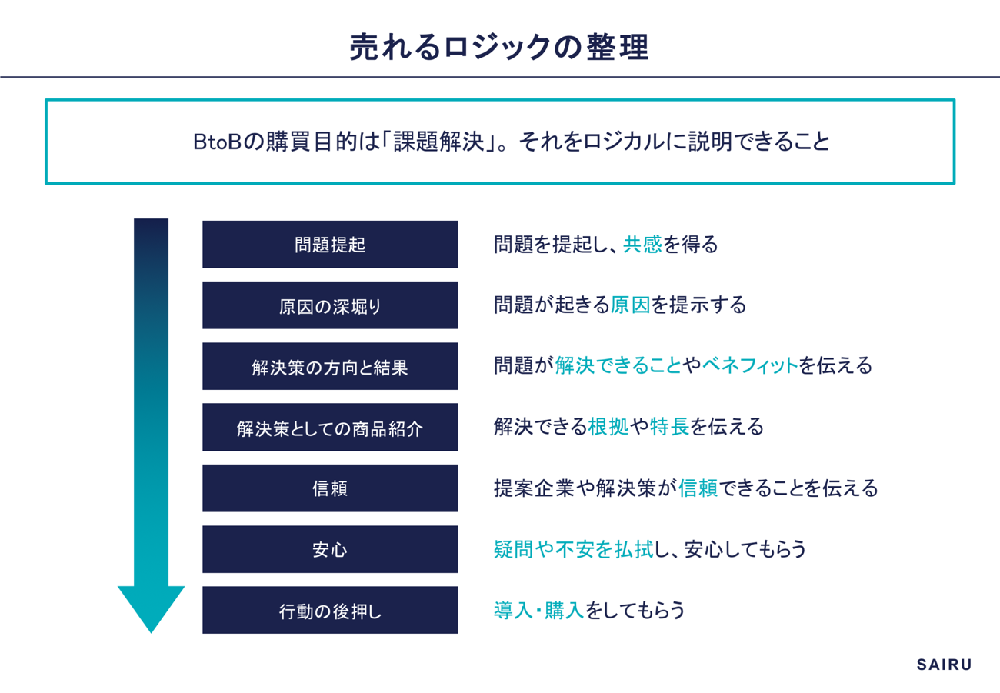 売れるロジックの整理
BtoBの購買目的は「課題解決」。それをロジカルに説明できること
問題提起
問題を提起し、共感を得る
原因の深堀り
問題が起きる原因を提示する
解決策の方向と結果
問題が解決できることやベネフィットを伝える
解決策としての商品紹介
解決できる根拠や特長を伝える
信頼
提案企業や解決策が信頼できることを伝える
安心
疑問や不安を払拭し、安心してもらう
行動の後押し
導入・購入をしてもらう
SAIRU